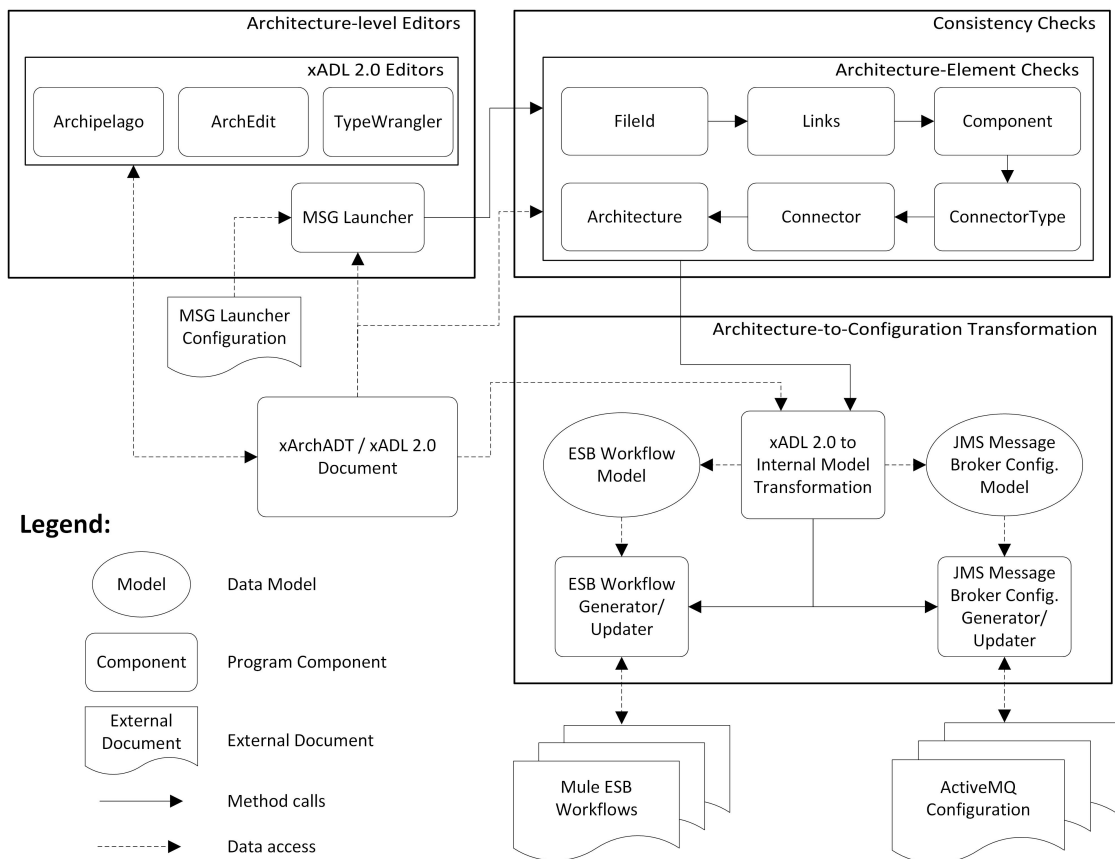 Architecture-level Editors
xADL 2.0 Editors
Archipelago
ArchEdit
TypeWrangler
MSG Launcher
MSG Launcher
Configuration
xArchADT / xADL 2.0
Document
Consistency Checks
Architecture-Element Checks
FileId
Links
Component
Architecture
Connector
ConnectorType
Architecture-to-Configuration Transformation
ESB Workflow
Model
xADL 2.0 to
Internal Model
Transformation
JMS Message
Broker Config.
Model
ESB Workflow
Generator/
Updater
JMS Message
Broker Config.
Generator/
Updater
Mule ESB
Workflows
ActiveMQ
Configuration
Legend:
Model
Data Model
Component
Program Component
External
Document
External Document
Method calls
Data access